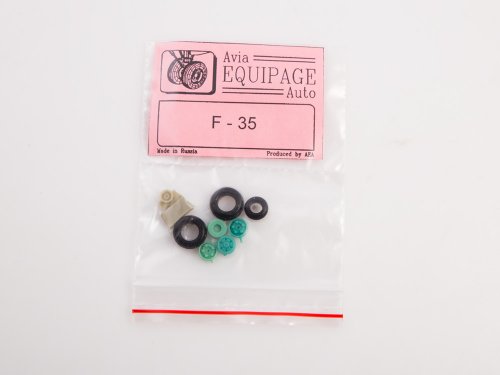 Avia
EQUIPAGE
Auto
F - 35
Made in Russia
Produced by AEA